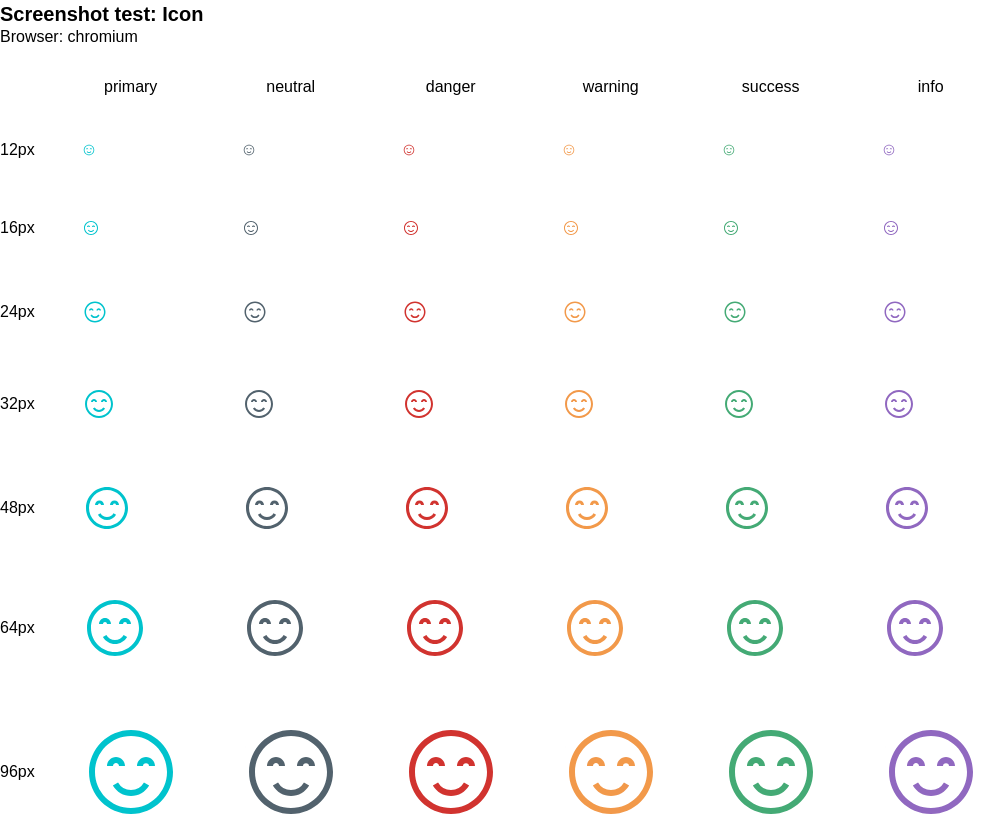 Screenshot test: Icon
Browser: chromium
primary neutral danger warning success info
12px
16px
24px
32px
48px
64px
96px